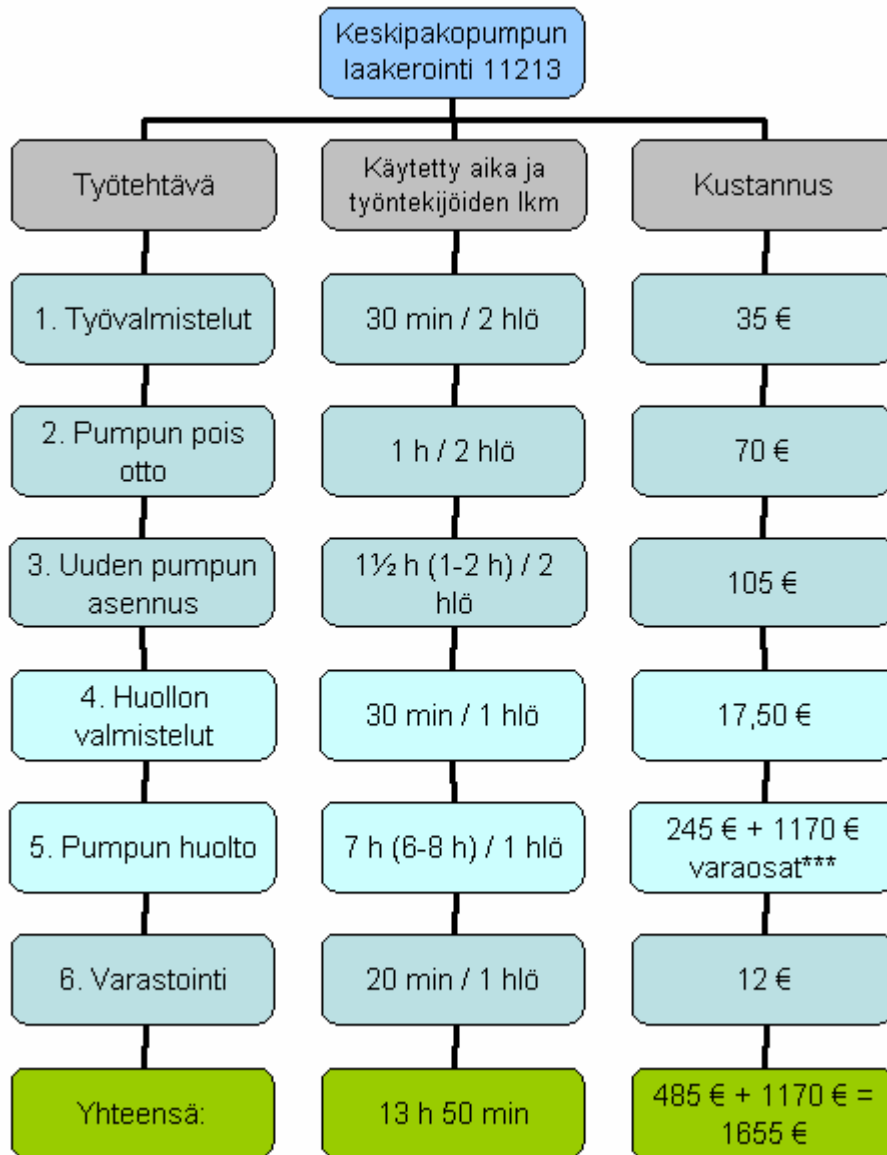 Keskipakopumpun
laakerointi 11213
Työtehtävä
Käytetty aika ja
työntekijöiden lkm
Kustannus
1. Työvalmistelut
30 min / 2 hlö
35 €
2. Pumpun pois
otto
1 h / 2 hlö
70 €
3. Uuden pumpun
asennus
1½ h (1-2 h) / 2
hlö
105 €
4. Huollon
valmistelut
30 min / 1 hlö
17,50 €
5. Pumpun huolto
7 h (6-8 h) / 1 hlö
245 € + 1170 €
varaosat***
6. Varastointi
20 min / 1 hlö
12 €
Yhteensä:
13 h 50 min
485 € + 1170 € =
1655 €